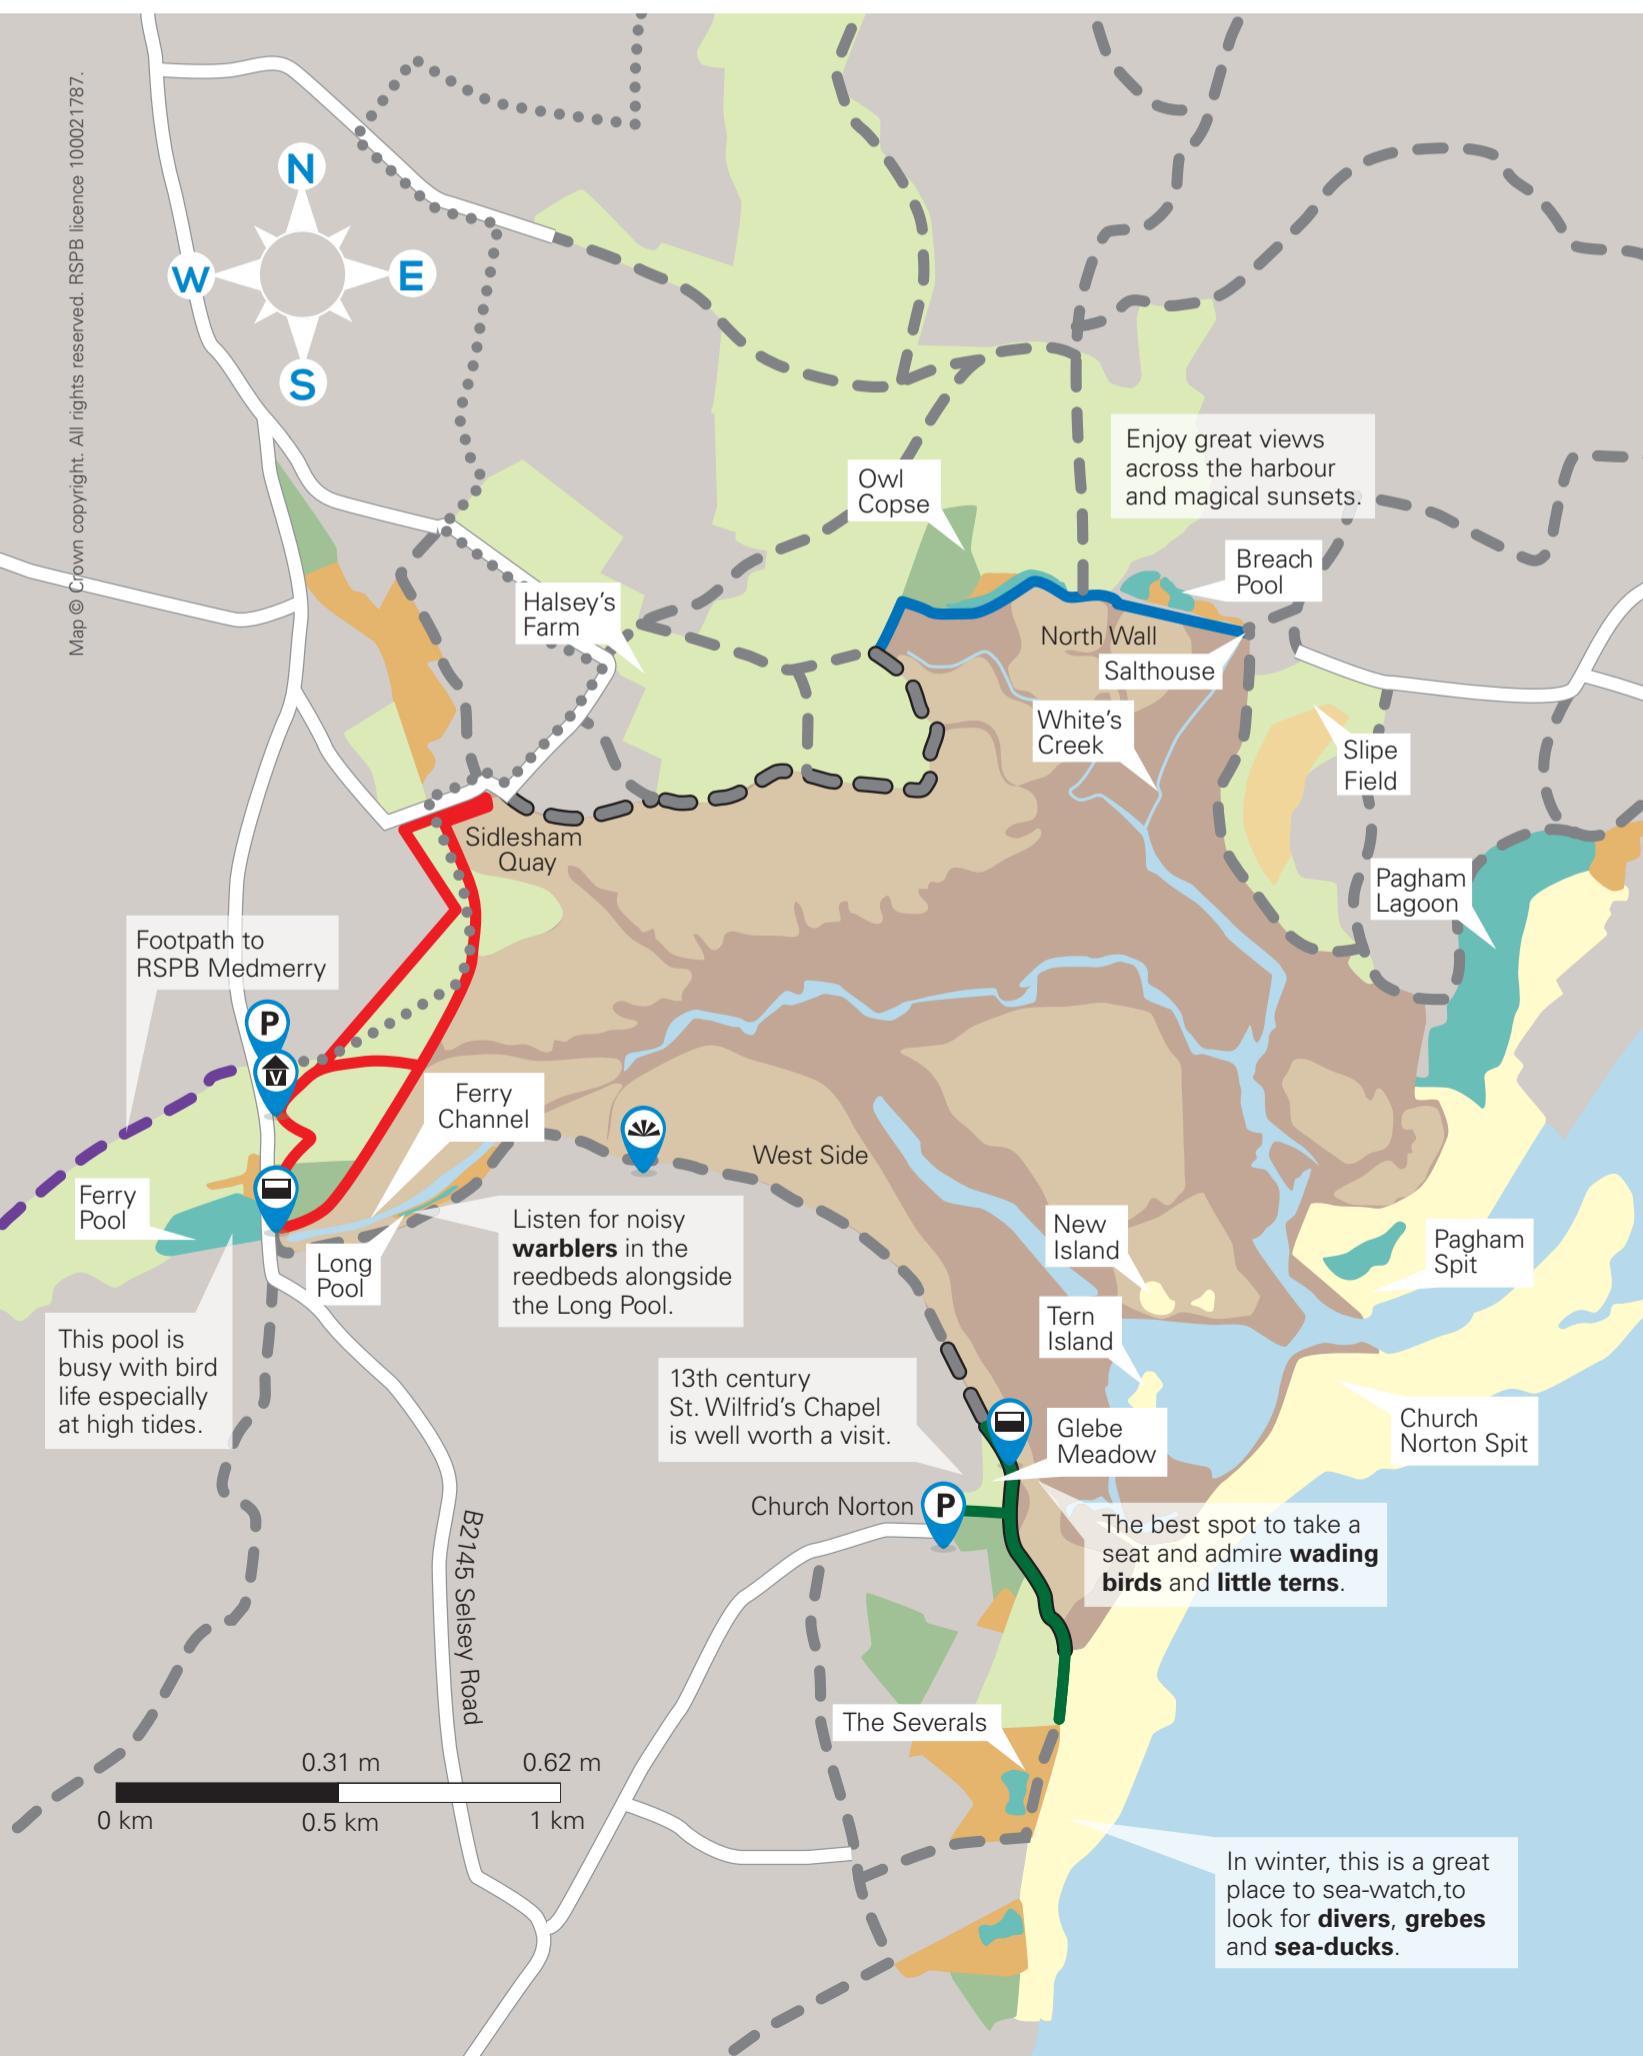 Map © Crown copyright. All rights reserved. RSPB licence 100021787.
N
W
E
S
Enjoy great views
across the harbour
and magical sunsets.
Owl
Copse
Breach
Pool
Halsey's
Farm
North Wall
Salthouse
White's
Creek
Slipe
Field
Sidlesham
Quay
Pagham
Lagoon
Footpath to
RSPB Medmerry
P
V
Ferry
Channel
West Side
Ferry
Pool
Listen for noisy
warblers in the
reedbeds alongside
the Long Pool.
New
Island
Pagham
Spit
Long
Pool
Tern
Island
This pool is
busy with bird
life especially
at high tides.
13th century
St. Wilfrid's Chapel
is well worth a visit.
Glebe
Meadow
Church
Norton Spit
Church Norton
P
The best spot to take a
seat and admire wading
birds and little terns.
B2145 Selsey Road
The Severals
0.31 m
0.62 m
0 km
0.5 km
1 km
In winter, this is a great
place to sea-watch,to
look for divers, grebes
and sea-ducks.